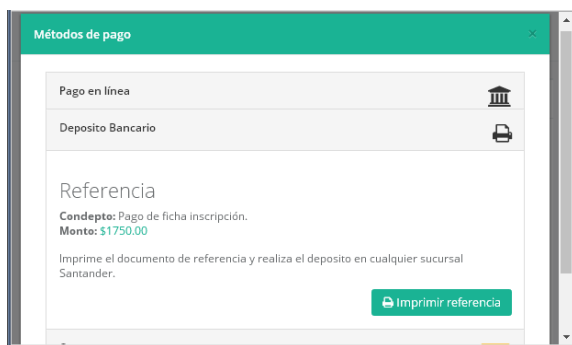 Métodos de pago ×
Pago en línea
Deposito Bancario
Referencia
Condepto: Pago de ficha inscripción.
Monto: $1750.00
Imprime el documento de referencia y realiza el deposito en cualquier sucursal
Santander.
Imprimir referencia